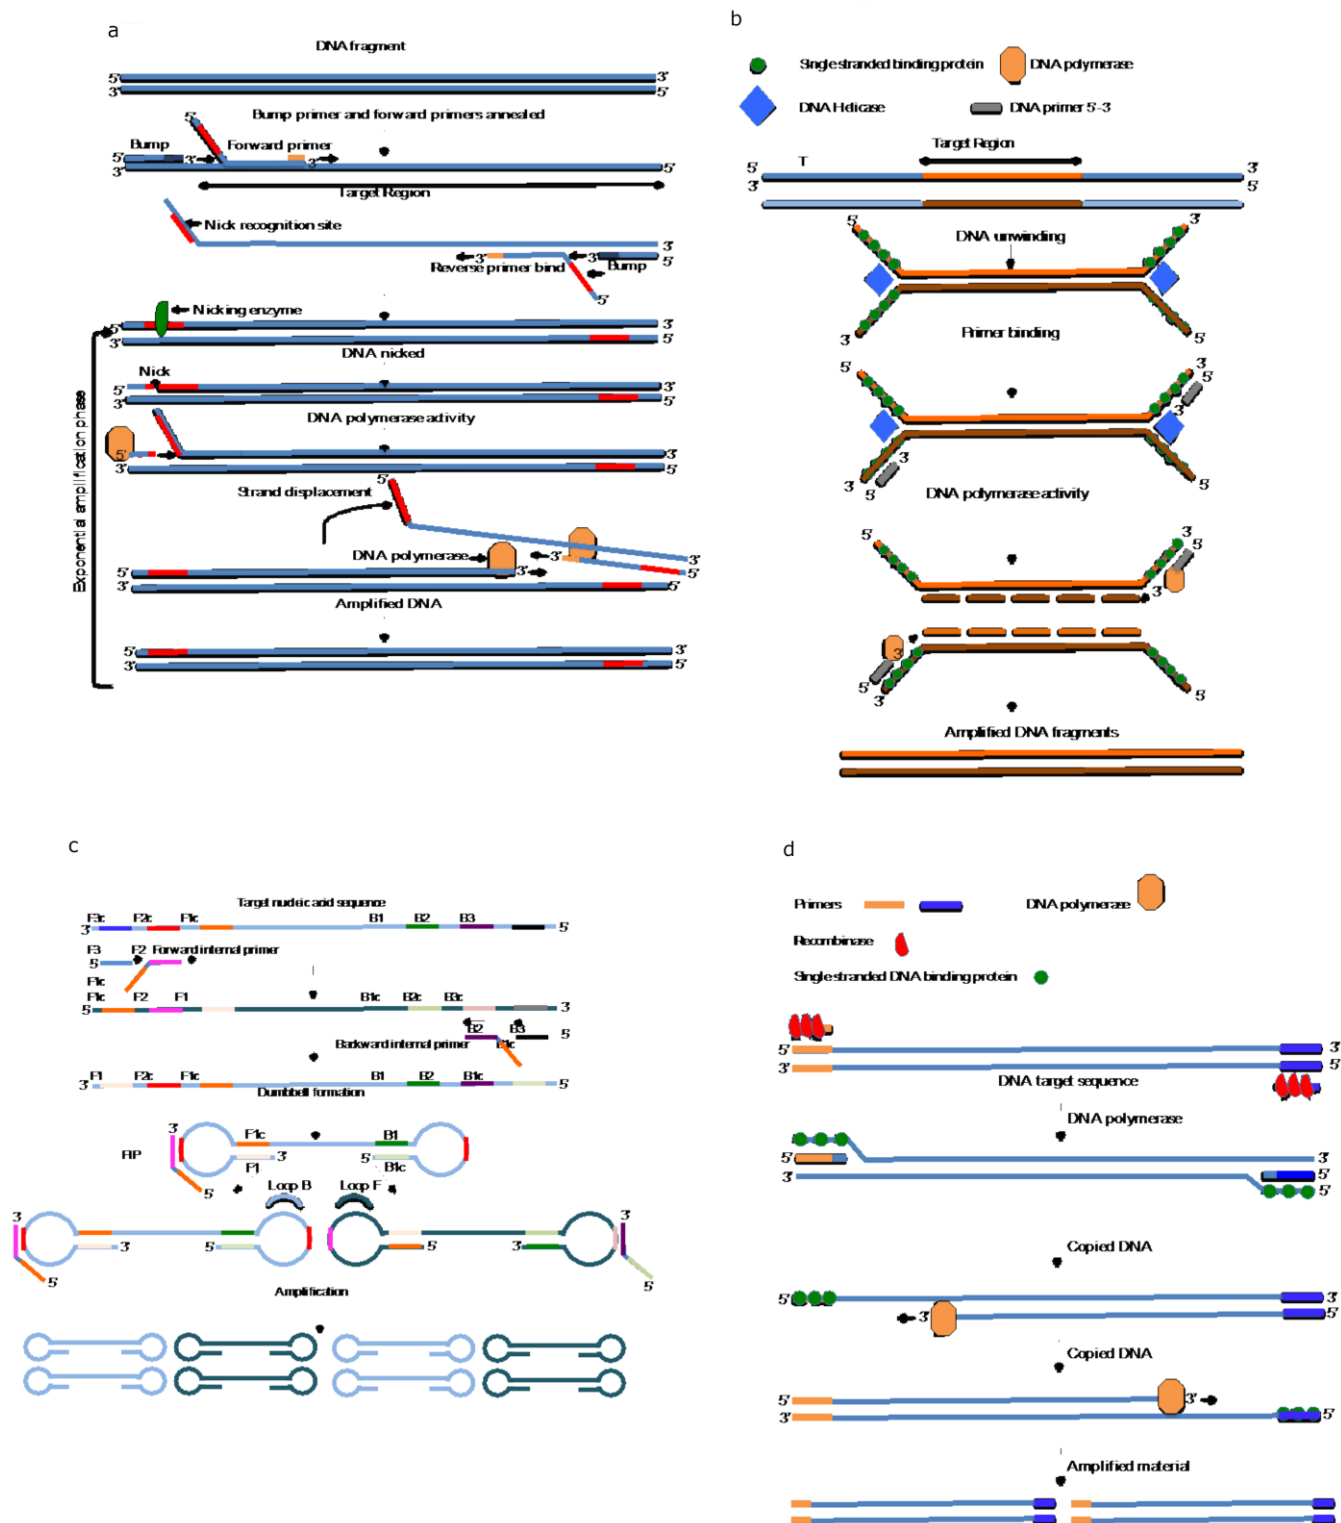 a
DNA fragment
5' 3'
3' 5'
Bump primer and forward primers annealed
5'
Bump Forward primer
5' 3' 3'
3' 5'
Target Region
Nick recognition site
3'
3' 5'
Reverse primer bind Bump
5'
Nicking enzyme
5' 3'
3' 5'
DNA nicked
Nick
5' 3'
3' 5'
DNA polymerase activity
5' 3'
3' 5'
5'
Strand displacement
DNA polymerase 3' 3'
5' 3' 5'
3' 5'
Amplified DNA
5' 3'
3' 5'
Exponential amplification phase
b
Single stranded binding protein DNA polymerase
DNA Helicase DNA primer 5'-3'
Target Region
T
5' 3'
3' 5'
5' 3'
DNA unwinding
3' 5'
Primer binding
5' 3'
5'
3'
3'
3' 5' 5'
DNA polymerase activity
5' 3'
5'
3'
3'
5' 3' 5'
Amplified DNA fragments
c
Target nucleic acid sequence
F3c F2c F1c B1 B2 B3
3' 5'
F3 F2 Forward internal primer
5'
F1c
F1c F2 F1 B1c B2c B3c
5' 3'
B2 B3 5'
Backward internal primer B1c
F1 F2c F1c B1 B2 B1c
3' 5'
Dumbbell formation
3' F1c B1
FIP
F1 3' 5' B1c
5'
Loop B Loop F
3' 3'
3' 5' 5' 3'
5' 5'
Amplification
d
Primers DNA polymerase
Recombinase
Single stranded DNA binding protein
5' 3'
3' 5'
DNA target sequence
DNA polymerase
5' 3'
3' 5'
Copied DNA
5' 3'
3' 5'
Copied DNA
5' 3'
3' 5'
Amplified material